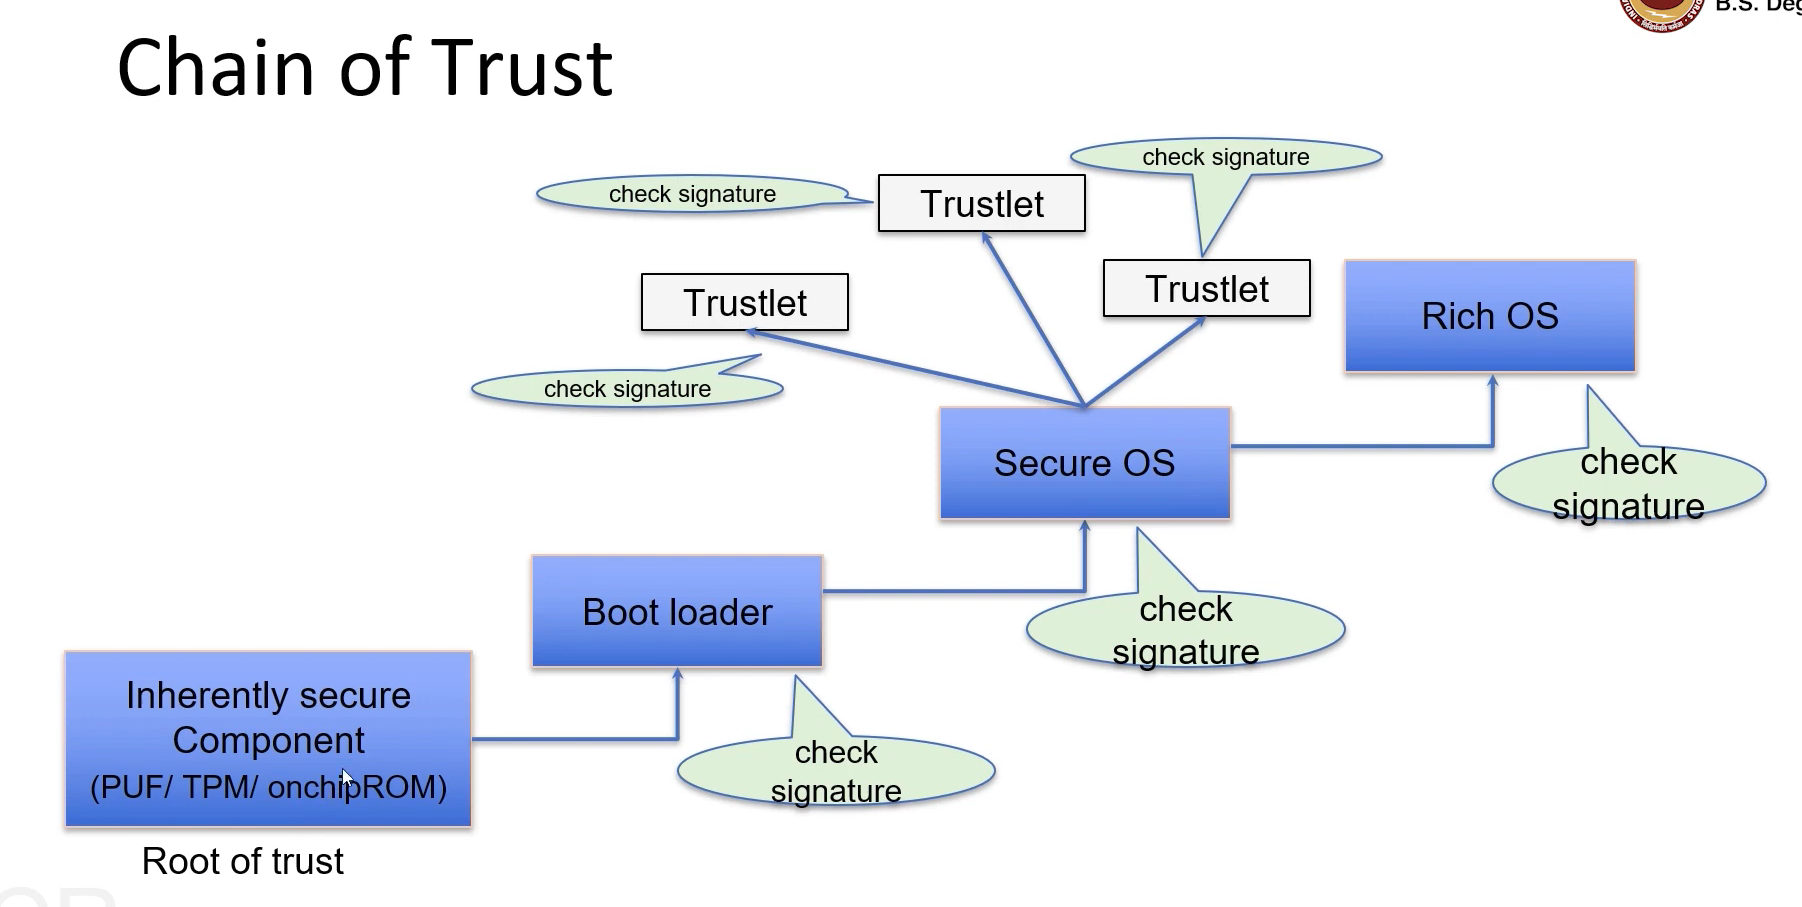 B.S. Deg
Chain of Trust
check signature
check signature
Trustlet
Trustlet
Trustlet
Rich OS
check signature
Secure OS
check
signature
Boot loader
check
signature
Inherently secure
Component
(PUF/ TPM/ onchipROM)
check
signature
Root of trust